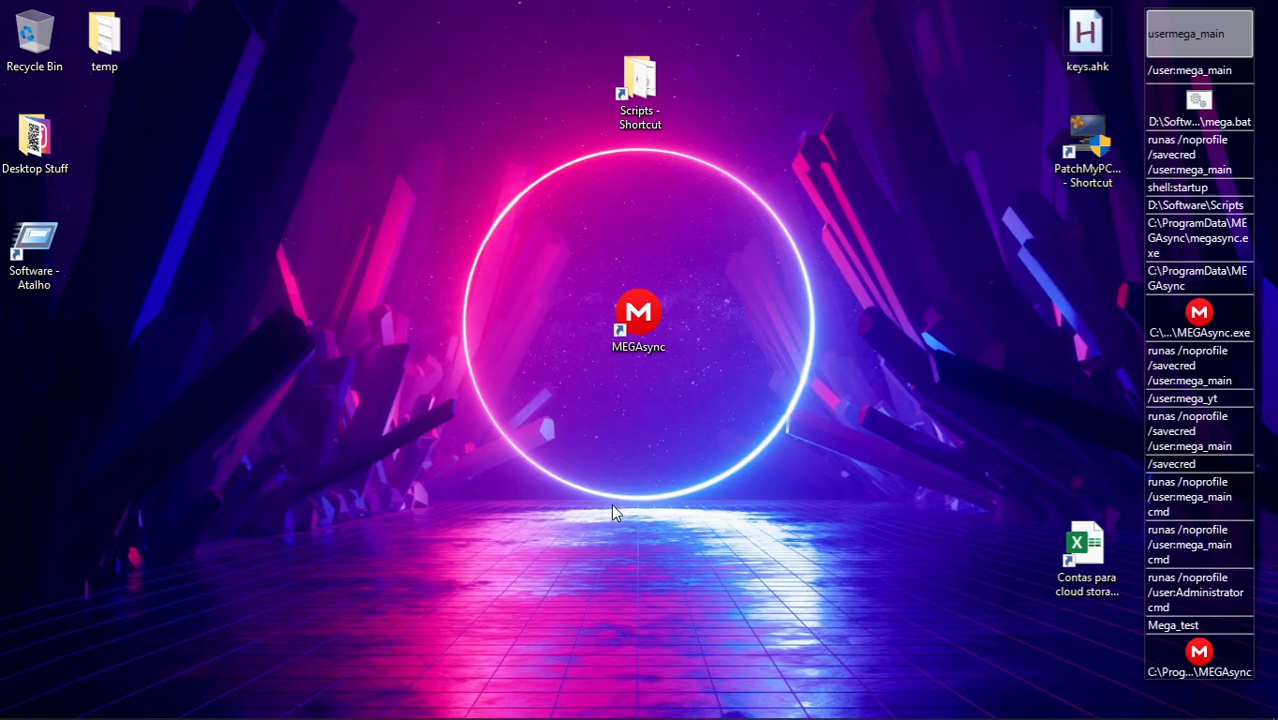 Recycle Bin
temp
Desktop Stuff
Software -
Atalho
Scripts -
Shortcut
MEGAsync
keys.ahk
PatchMyPC...
- Shortcut
Contas para
cloud stora...
usermega_main
/user:mega_main
D:\Softw...\mega.bat
runas /noprofile
/savecred
/user:mega_main
shell:startup
D:\Software\Scripts
C:\ProgramData\ME
GAsync\megasync.e
xe
C:\ProgramData\ME
GAsync
C:\...\MEGAsync.exe
runas /noprofile
/savecred
/user:mega_main
/user:mega_yt
runas /noprofile
/savecred
/user:mega_main
/savecred
runas /noprofile
/user:mega_main
cmd
runas /noprofile
/user:mega_main
cmd
runas /noprofile
/user:Administrator
cmd
Mega_test
C:\Prog...\MEGAsync